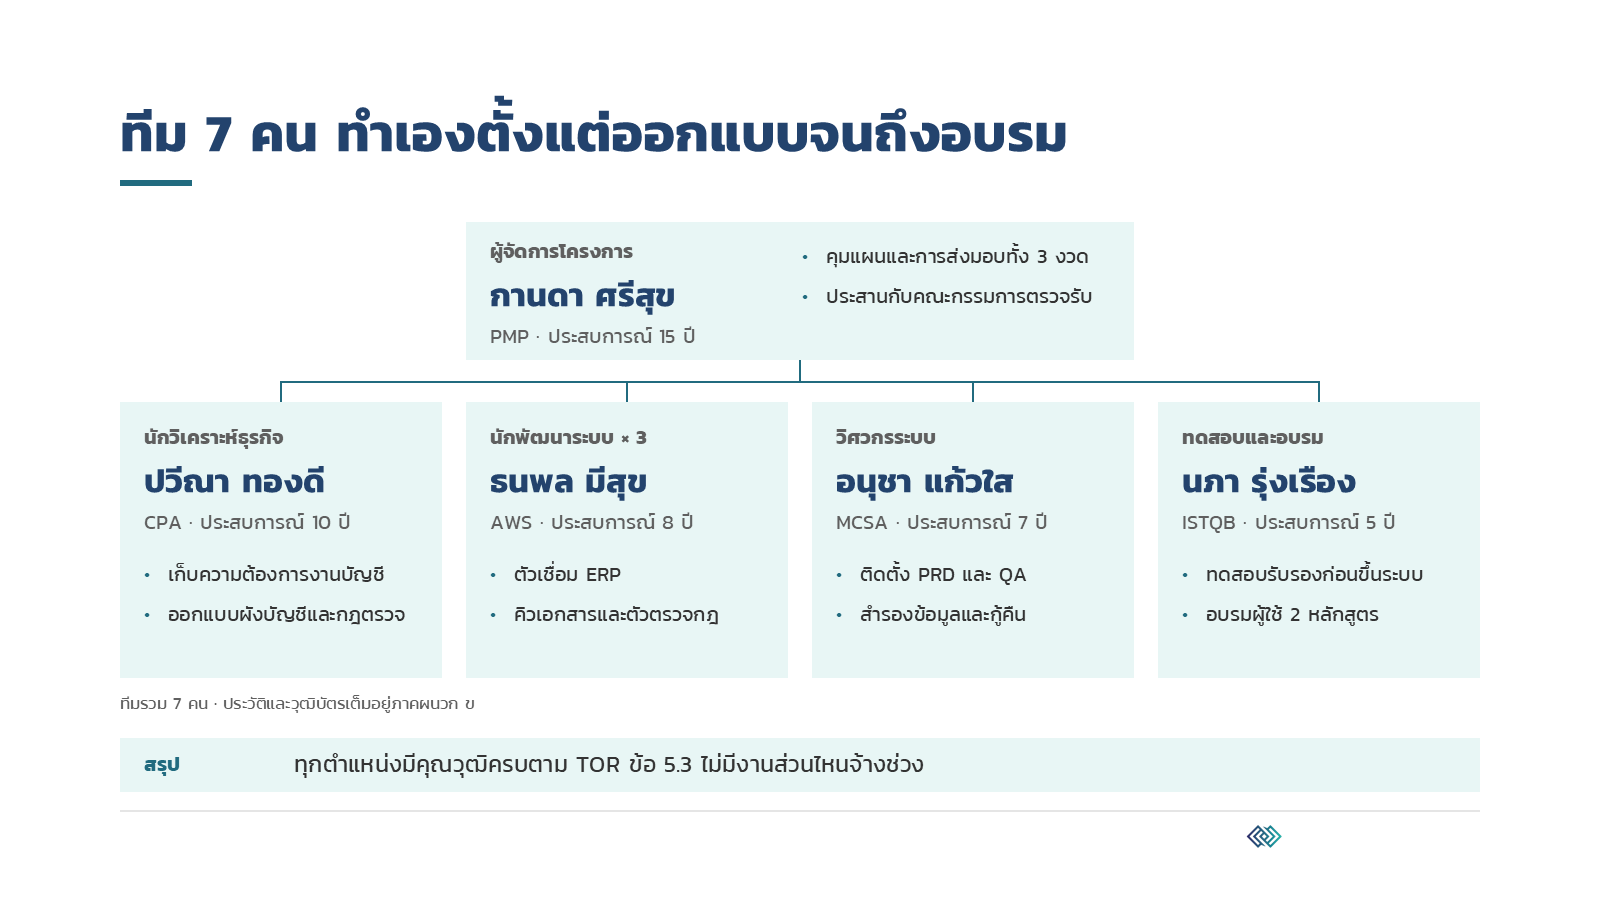 ทีม 7 คน ทำเองตั้งแต่ออกแบบจนถึงอบรม
ผู้จัดการโครงการ
กานดา ศรีสุข
PMP · ประสบการณ์ 15 ปี
• คุมแผนและการส่งมอบทั้ง 3 งวด
• ประสานกับคณะกรรมการตรวจรับ
นักวิเคราะห์ธุรกิจ
ปวีณา ทองดี
CPA · ประสบการณ์ 10 ปี
• เก็บความต้องการงานบัญชี
• ออกแบบผังบัญชีและกฎตรวจ
นักพัฒนาระบบ × 3
ธนพล มีสุข
AWS · ประสบการณ์ 8 ปี
• ตัวเชื่อม ERP
• คิวเอกสารและตัวตรวจกฎ
วิศวกรระบบ
อนุชา แก้วใส
MCSA · ประสบการณ์ 7 ปี
• ติดตั้ง PRD และ QA
• สำรองข้อมูลและกู้คืน
ทดสอบและอบรม
นภา รุ่งเรือง
ISTQB · ประสบการณ์ 5 ปี
• ทดสอบรับรองก่อนขึ้นระบบ
• อบรมผู้ใช้ 2 หลักสูตร
ทีมรวม 7 คน · ประวัติและวุฒิบัตรเต็มอยู่ภาคผนวก ข
สรุป ทุกตำแหน่งมีคุณวุฒิครบตาม TOR ข้อ 5.3 ไม่มีงานส่วนไหนจ้างช่วง